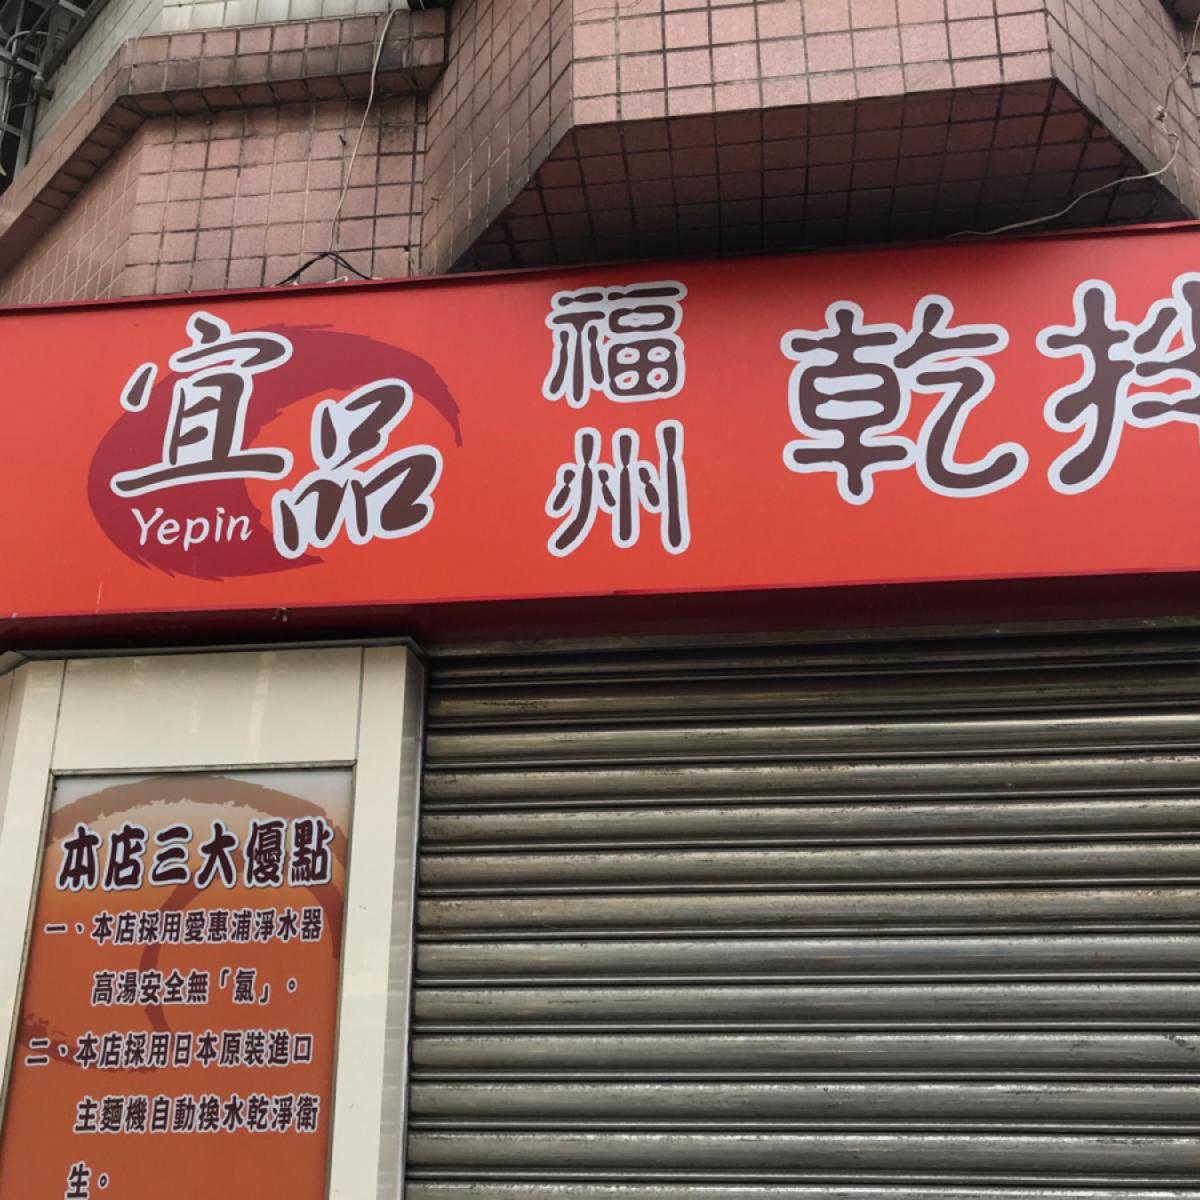 宜品
Yepin
福州
乾拌
本店三大優點
一、本店採用愛惠浦淨水器
高湯安全無「氯」。
二、本店採用日本原裝進口
主麵機自動換水乾淨衛
生。